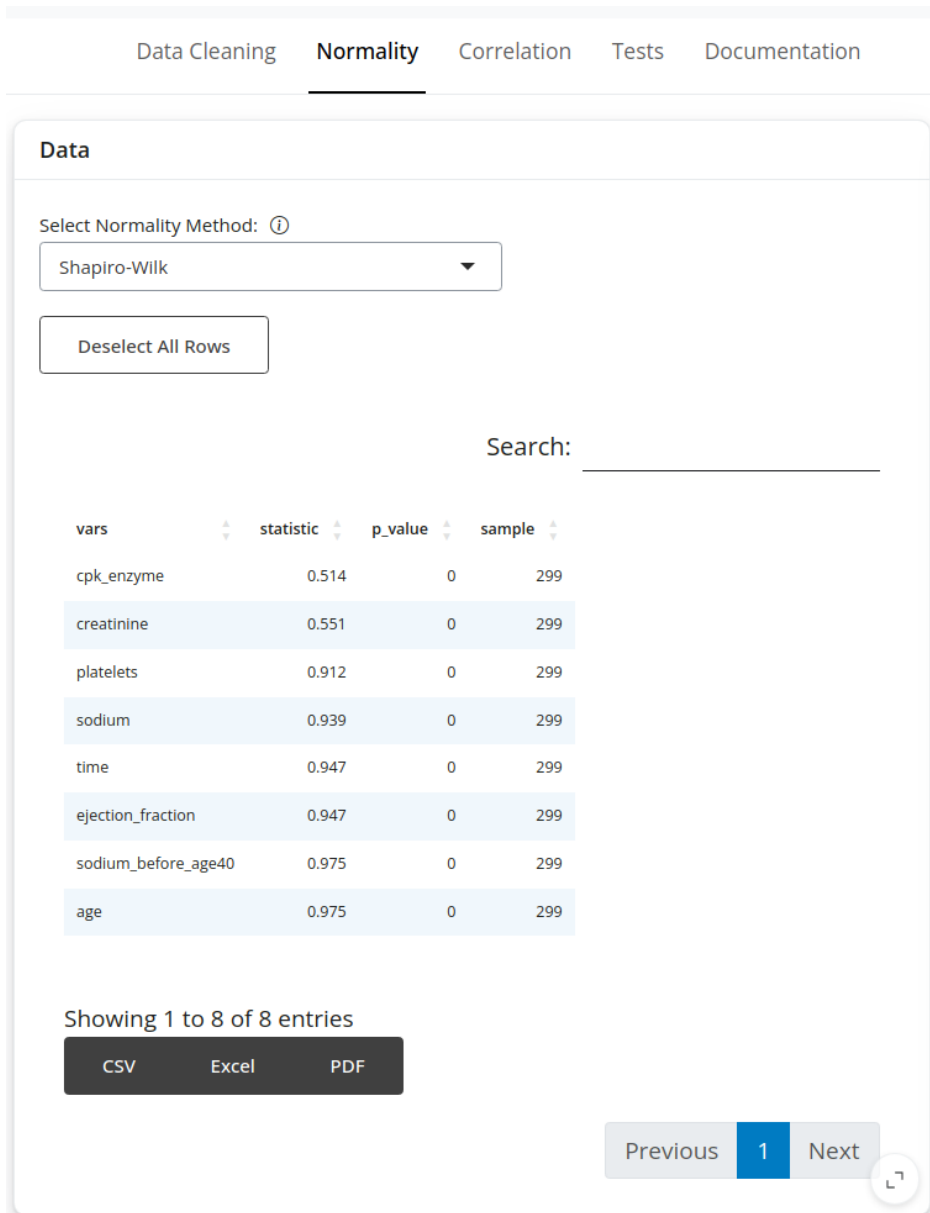 Data Cleaning Normality Correlation Tests Documentation
Data
Select Normality Method:
Shapiro-Wilk
Deselect All Rows
Search:
vars statistic p_value sample
cpk_enzyme 0.514 0 299
creatinine 0.551 0 299
platelets 0.912 0 299
sodium 0.939 0 299
time 0.947 0 299
ejection_fraction 0.947 0 299
sodium_before_age40 0.975 0 299
age 0.975 0 299
Showing 1 to 8 of 8 entries
CSV Excel PDF
Previous 1 Next